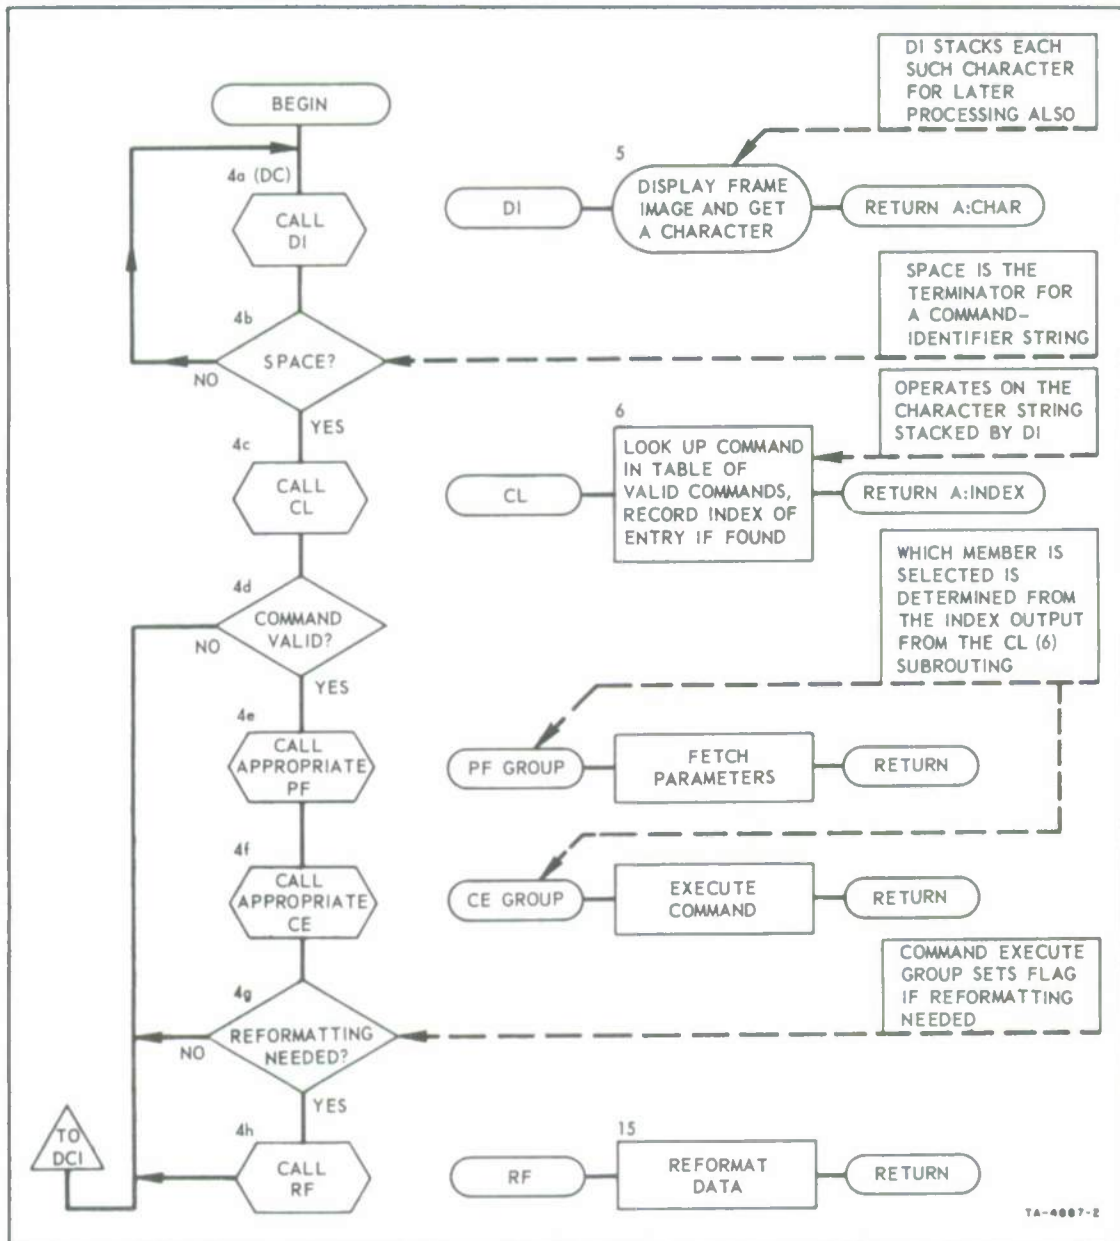 BEGIN
4a (DC)
CALL
DI
4b
SPACE?
NO
YES
4c
CALL
CL
4d
COMMAND
VALID?
NO
YES
4e
CALL
APPROPRIATE
PF
4f
CALL
APPROPRIATE
CE
4g
REFORMATTING
NEEDED?
NO
YES
4h
CALL
RF
TO
DCI
DI STACKS EACH
SUCH CHARACTER
FOR LATER
PROCESSING ALSO
5
DI
DISPLAY FRAME
IMAGE AND GET
A CHARACTER
RETURN A:CHAR
SPACE IS THE
TERMINATOR FOR
A COMMAND-
IDENTIFIER STRING
OPERATES ON THE
CHARACTER STRING
STACKED BY DI
6
CL
LOOK UP COMMAND
IN TABLE OF
VALID COMMANDS,
RECORD INDEX OF
ENTRY IF FOUND
RETURN A:INDEX
WHICH MEMBER IS
SELECTED IS
DETERMINED FROM
THE INDEX OUTPUT
FROM THE CL (6)
SUBROUTING
PF GROUP
FETCH
PARAMETERS
RETURN
CE GROUP
EXECUTE
COMMAND
RETURN
COMMAND EXECUTE
GROUP SETS FLAG
IF REFORMATTING
NEEDED
15
RF
REFORMAT
DATA
RETURN